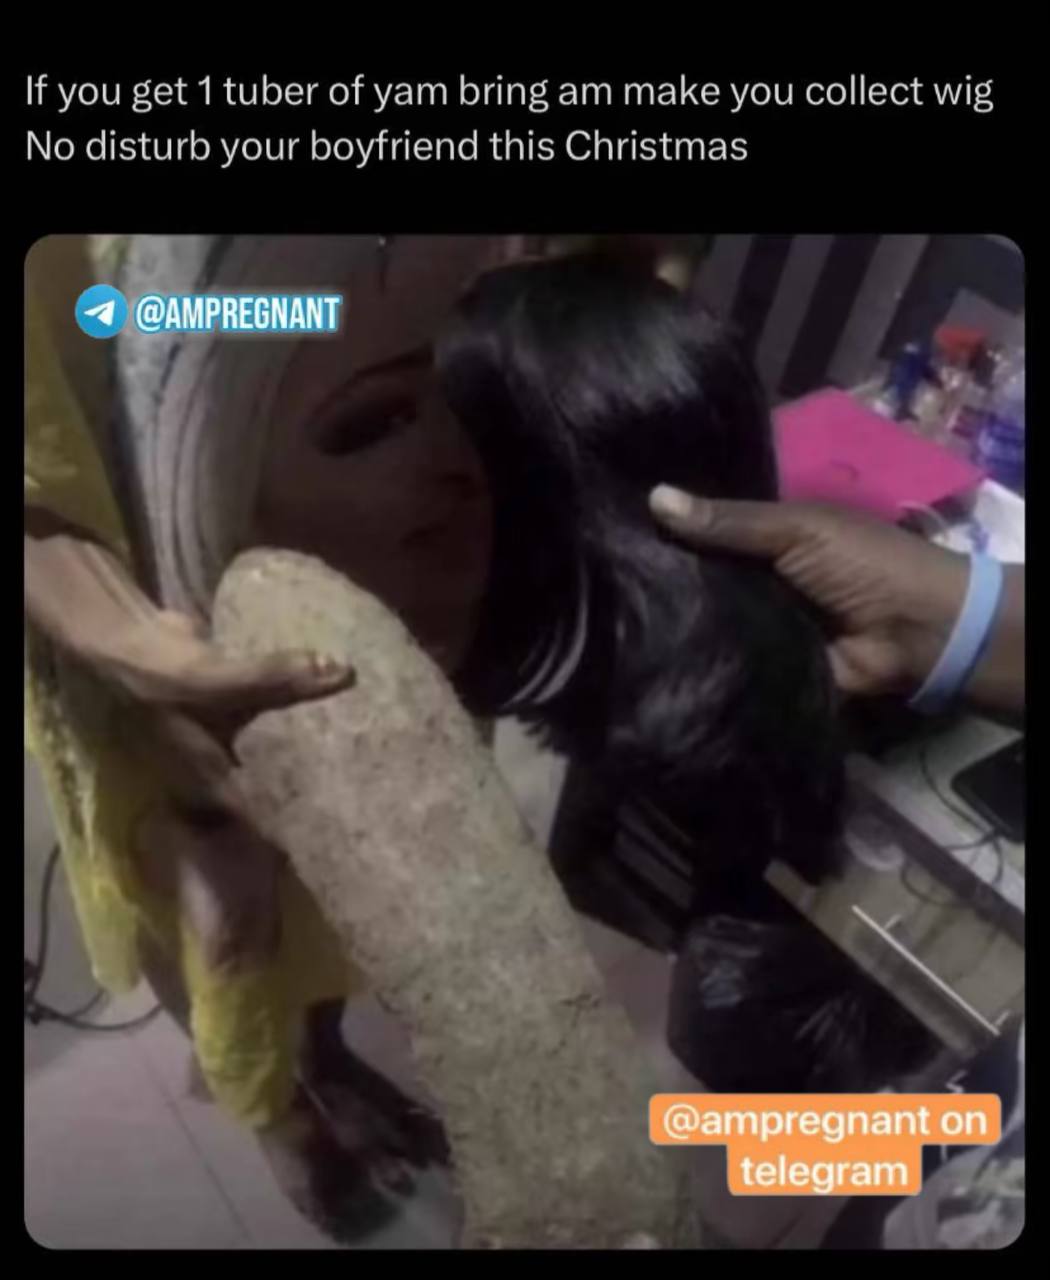 If you get 1 tuber of yam bring am make you collect wig
No disturb your boyfriend this Christmas
@AMPREGNANT
@ampregnant on
telegram